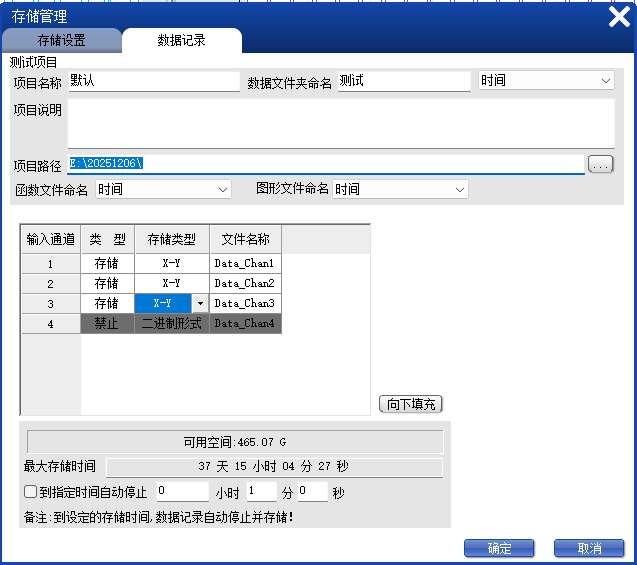 存储管理
存储设置 数据记录
测试项目
项目名称 默认 数据文件夹命名 测试 时间
项目说明
项目路径 E:\20251206\ ...
函数文件命名 时间 图形文件命名 时间
输入通道 类 型 存储类型 文件名称
1 存储 X-Y Data_Chan1
2 存储 X-Y Data_Chan2
3 存储 X-Y Data_Chan3
4 禁止 二进制形式 Data_Chan4
向下填充
可用空间:465.07 G
最大存储时间 37 天 15 小时 04 分 27 秒
到指定时间自动停止 0 小时 1 分 0 秒
备注:到设定的存储时间,数据记录自动停止并存储!
确定 取消